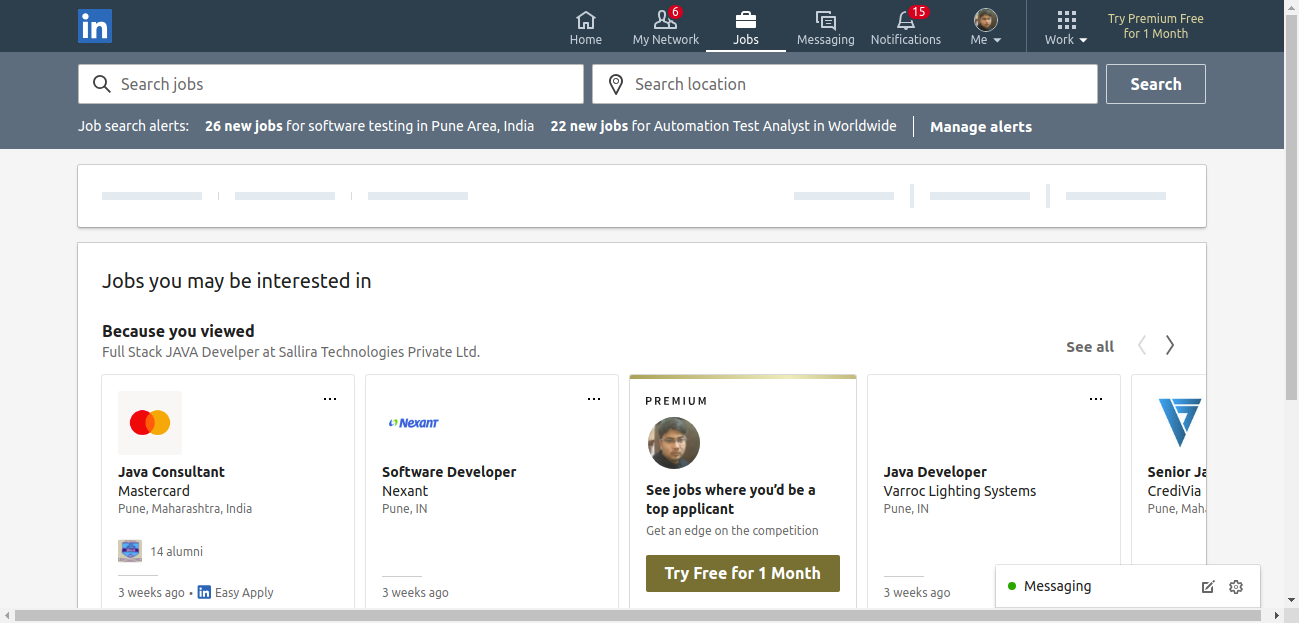 in
Home
6
My Network
Jobs
Messaging
15
Notifications
Me
Work
Try Premium Free
for 1 Month
Search jobs
Search location
Search
Job search alerts: 26 new jobs for software testing in Pune Area, India 22 new jobs for Automation Test Analyst in Worldwide Manage alerts
Jobs you may be interested in
Because you viewed
Full Stack JAVA Develper at Sallira Technologies Private Ltd.
See all
Java Consultant
Mastercard
Pune, Maharashtra, India
14 alumni
3 weeks ago • in Easy Apply
Nexant
Software Developer
Nexant
Pune, IN
3 weeks ago
PREMIUM
See jobs where you'd be a
top applicant
Get an edge on the competition
Try Free for 1 Month
Java Developer
Varroc Lighting Systems
Pune, IN
3 weeks ago
Senior Ja
CrediVia
Pune, Maha
Messaging